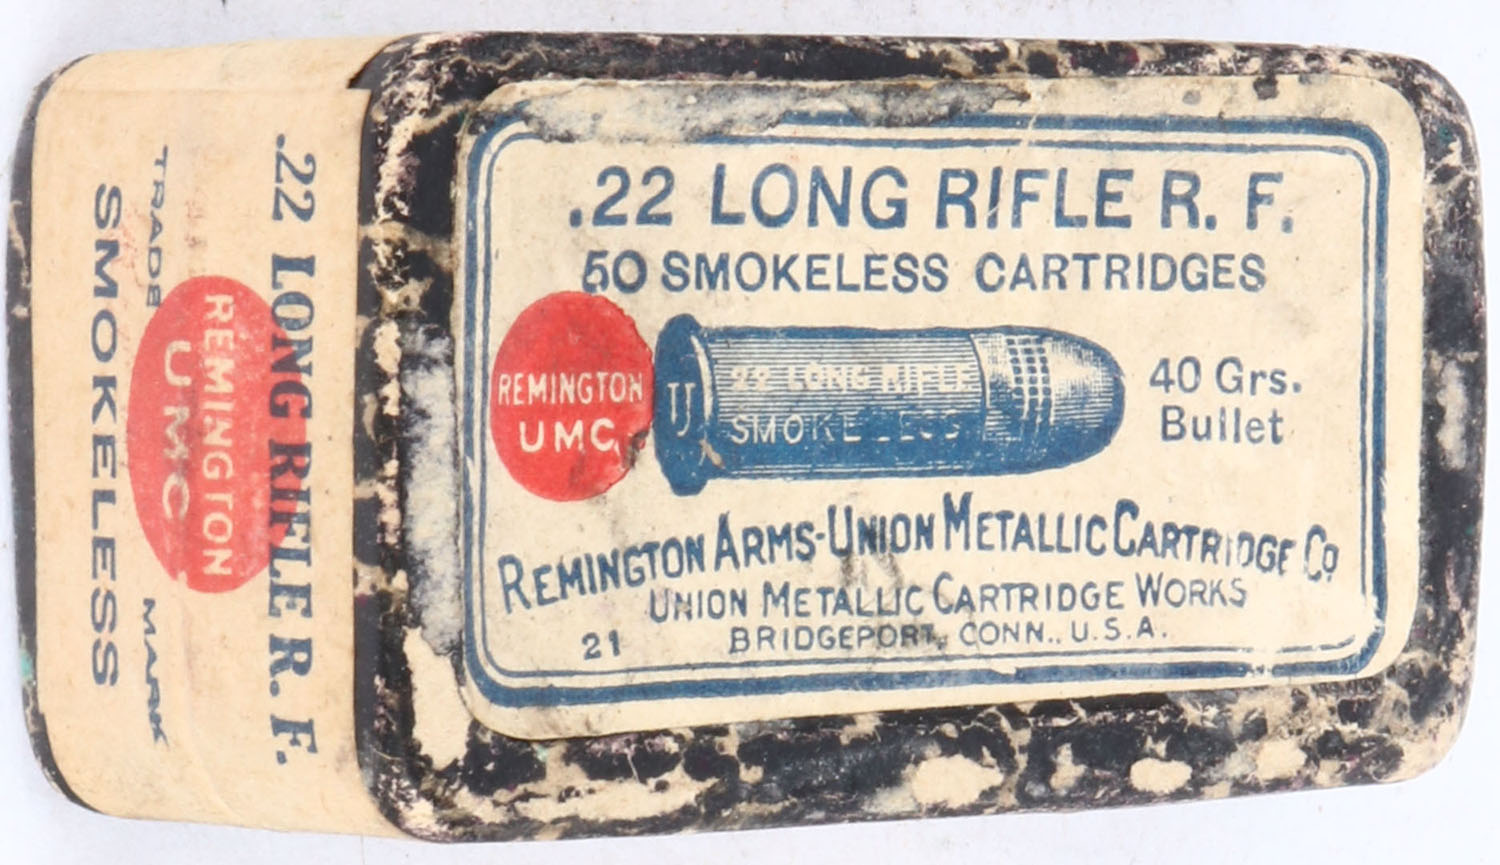 .22 LONG RIFLE R. F.
50 SMOKELESS CARTRIDGES
REMINGTON
UMC
U
22 LONG RIFLE
SMOKELESS
40 Grs.
Bullet
REMINGTON ARMS-UNION METALLIC CARTRIDGE Co.
UNION METALLIC CARTRIDGE WORKS
21
BRIDGEPORT, CONN., U.S.A.
.22 LONG RIFLE R. F.
REMINGTON
UMC
TRADE MARK
SMOKELESS